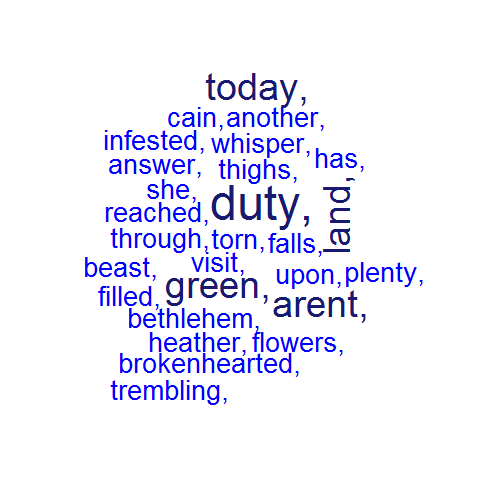 today,
cain, another,
infested, whisper,
answer, thighs, has,
she,
reached, duty, land,
through, torn, falls,
beast, visit,
upon, plenty,
filled, green, arent,
bethlehem,
heather, flowers,
brokenhearted,
trembling,